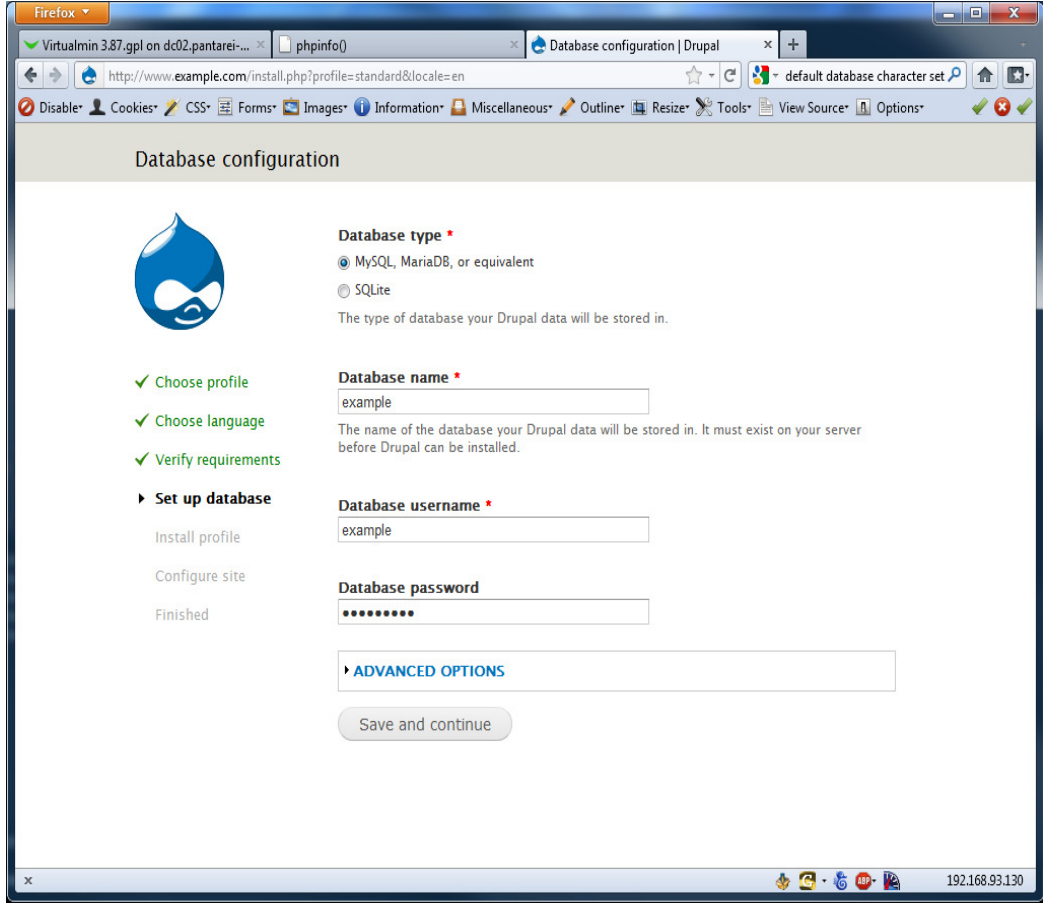 Firefox
Virtualmin 3.87.gpl on dc02.pantarei-...
phpinfo()
Database configuration | Drupal
http://www.example.com/install.php?profile=standard&locale=en
default database character set
Disable Cookies CSS Forms Images Information Miscellaneous Outline Resize Tools View Source Options
Database configuration
Database type *
MySQL, MariaDB, or equivalent
SQLite
The type of database your Drupal data will be stored in.
Choose profile
Choose language
Verify requirements
Set up database
Install profile
Configure site
Finished
Database name *
example
The name of the database your Drupal data will be stored in. It must exist on your server
before Drupal can be installed.
Database username *
example
Database password
•••••••••
ADVANCED OPTIONS
Save and continue
x
ABP
192.168.93.130